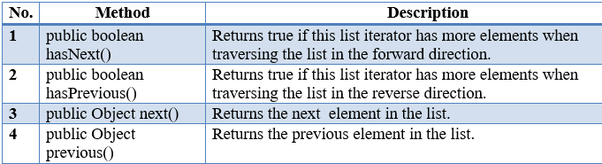 No. Method Description
1 public boolean Returns true if this list iterator has more elements when
hasNext() traversing the list in the forward direction.
2 public boolean Returns true if this list iterator has more elements when
hasPrevious() traversing the list in the reverse direction.
3 public Object next() Returns the next  element in the list.
4 public Object Returns the previous element in the list.
previous()